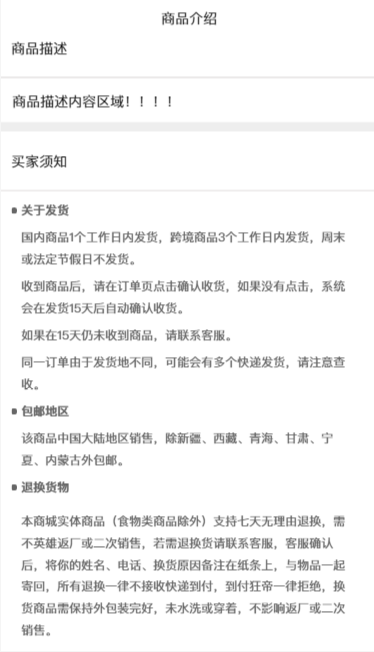 商品介绍
商品描述
商品描述内容区域！！！！
买家须知
关于发货
国内商品1个工作日内发货，跨境商品3个工作日内发货，周末
或法定节假日不发货。
收到商品后，请在订单页点击确认收货，如果没有点击，系统
会在发货15天后自动确认收货。
如果在15天仍未收到商品，请联系客服。
同一订单由于发货地不同，可能会有多个快递发货，请注意查
收。
包邮地区
该商品中国大陆地区销售，除新疆、西藏、青海、甘肃、宁
夏、内蒙古外包邮。
退换货物
本商城实体商品（食物类商品除外）支持七天无理由退换，需
不英雄返厂或二次销售，若需退换货请联系客服，客服确认
后，将你的姓名、电话、换货原因备注在纸条上，与物品一起
寄回，所有退换一律不接收快递到付，到付狂帝一律拒绝，换
货商品需保持外包装完好，未水洗或穿着，不影响返厂或二次
销售。